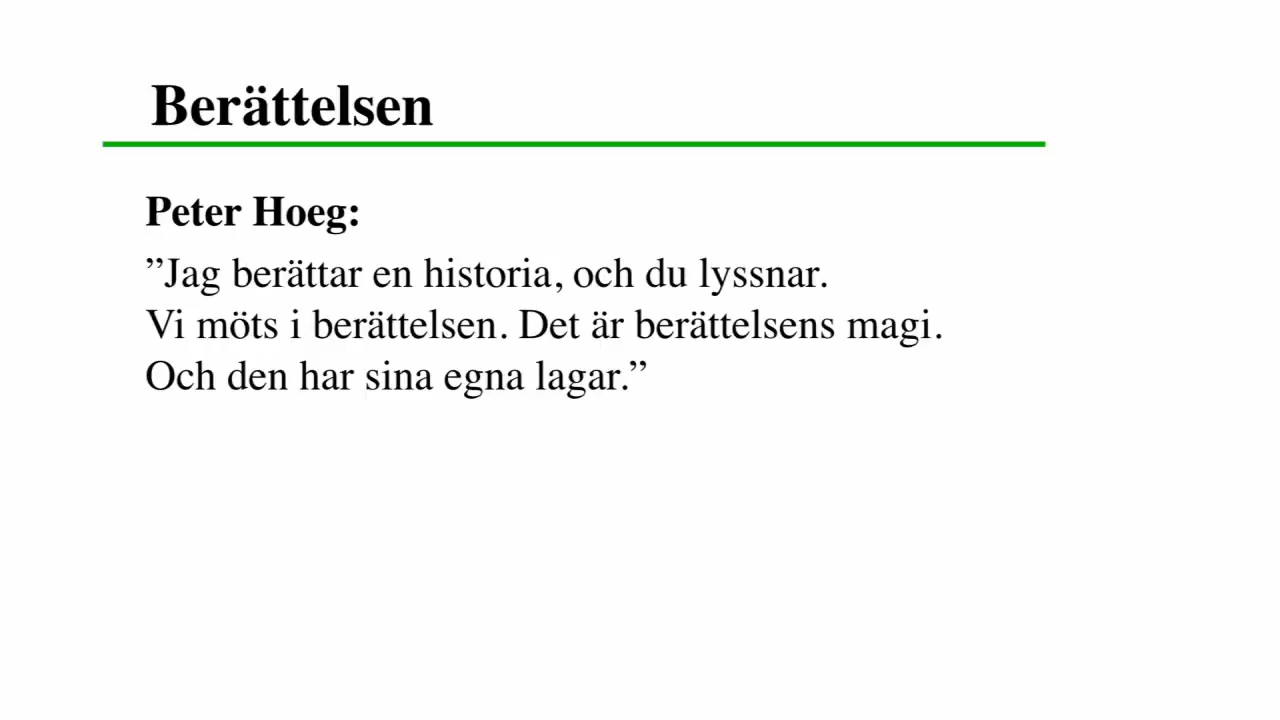 Berättelsen
Peter Hoeg:
”Jag berättar en historia, och du lyssnar.
Vi möts i berättelsen. Det är berättelsens magi.
Och den har sina egna lagar.”